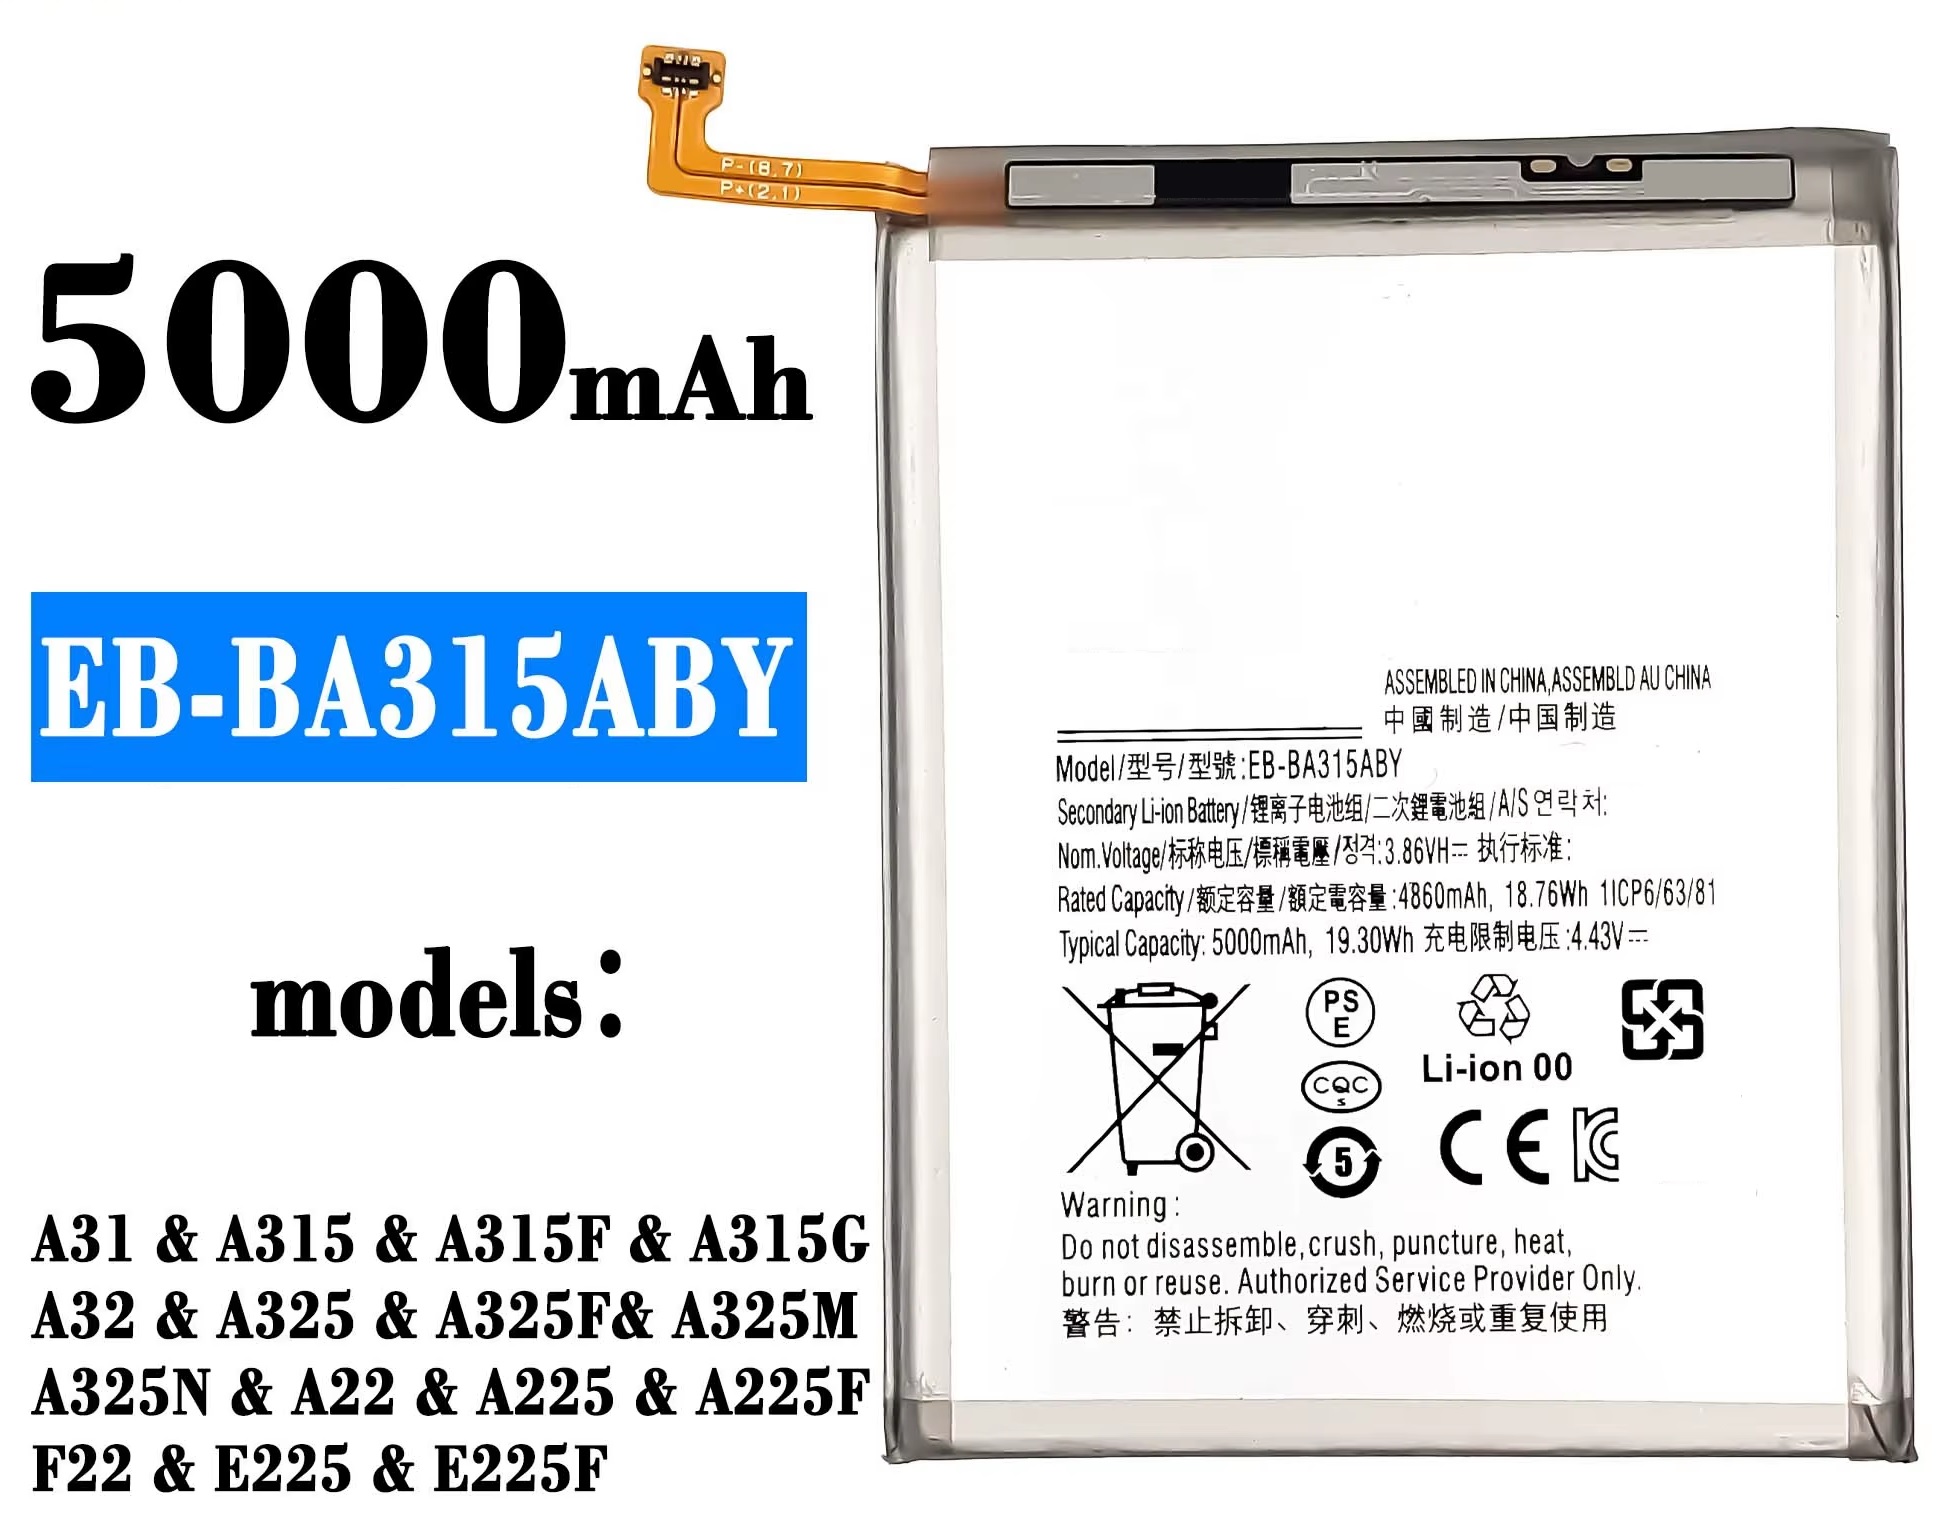 P-(8,7)
P+(2,1)
5000mAh
EB-BA315ABY
models：
A31 & A315 & A315F & A315G
A32 & A325 & A325F& A325M
A325N & A22 & A225 & A225F
F22 & E225 & E225F
ASSEMBLED IN CHINA,ASSEMBLD AU CHINA
中國制造/中国制造
Model/型号/型號:EB-BA315ABY
Secondary Li-ion Battery/锂离子电池组/二次鋰電池組/A/S연락처:
Nom.Voltage/标称电压/標稱電壓/정격:3.86VH⎓ 执行标准:
Rated Capacity/额定容量/額定電容量:4860mAh, 18.76Wh 1ICP6/63/81
Typical Capacity: 5000mAh, 19.30Wh 充电限制电压:4.43V⎓
PS
E
CQC
s
5
Li-ion 00
CE KC
Warning:
Do not disassemble,crush, puncture, heat,
burn or reuse. Authorized Service Provider Only.
警告：禁止拆卸、穿刺、燃烧或重复使用